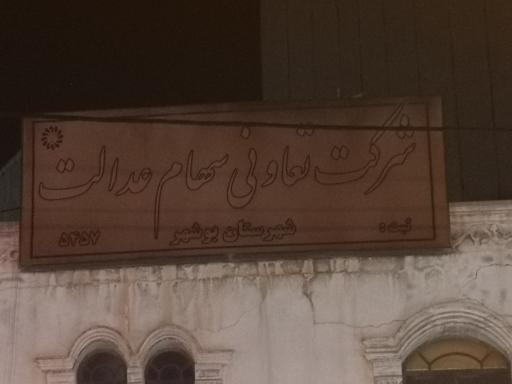 شرکت تعاونی سهام عدالت
شهرستان بوشهر
ثبت : ۵۴۵۷